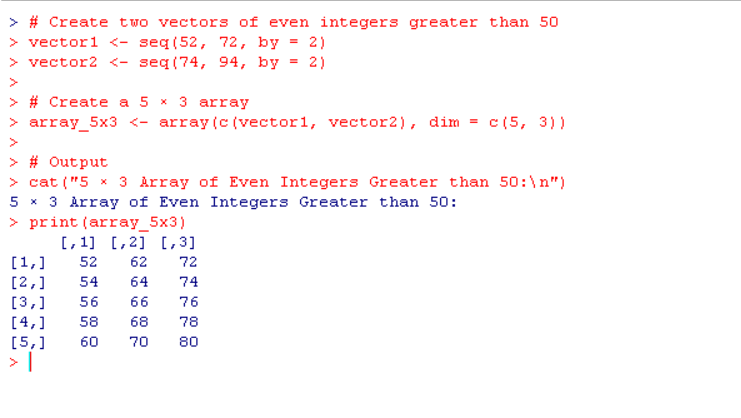 > # Create two vectors of even integers greater than 50
> vector1 <- seq(52, 72, by = 2)
> vector2 <- seq(74, 94, by = 2)
>
> # Create a 5 × 3 array
> array_5x3 <- array(c(vector1, vector2), dim = c(5, 3))
>
> # Output
> cat("5 × 3 Array of Even Integers Greater than 50:\n")
5 × 3 Array of Even Integers Greater than 50:
> print(array_5x3)
     [,1] [,2] [,3]
[1,]   52   62   72
[2,]   54   64   74
[3,]   56   66   76
[4,]   58   68   78
[5,]   60   70   80
>